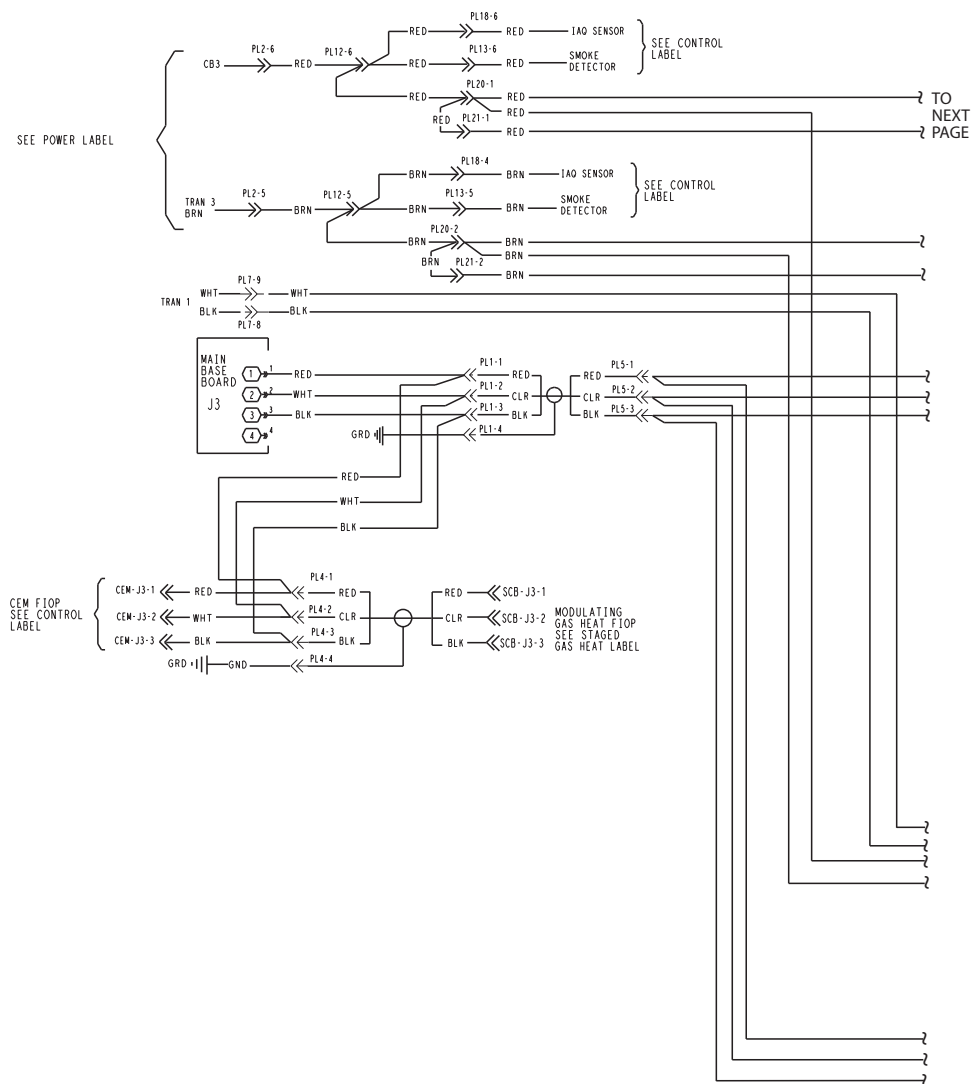 PL18-6
RED RED IAQ SENSOR
SEE CONTROL
LABEL
PL2-6 PL12-6 PL13-6
CB3 RED RED RED SMOKE
DETECTOR
PL20-1
RED RED
RED
TO
NEXT
PAGE
RED PL21-1
RED
SEE POWER LABEL
PL18-4
BRN BRN IAQ SENSOR
SEE CONTROL
LABEL
TRAN 3
BRN
PL2-5 PL12-5 PL13-5
BRN BRN BRN SMOKE
DETECTOR
PL20-2
BRN BRN
BRN
BRN PL21-2
BRN
TRAN 1
PL7-9
WHT WHT
BLK BLK
PL7-8
MAIN
BASE
BOARD
J3
1 1 RED PL1-1 RED RED PL5-1
2 2 WHT PL1-2 CLR CLR PL5-2
3 3 BLK PL1-3 BLK BLK PL5-3
4 4
GRD PL1-4
RED
WHT
BLK
CEM FIOP
SEE CONTROL
LABEL
CEM-J3-1 RED PL4-1 RED RED SCB-J3-1
CEM-J3-2 WHT PL4-2 CLR CLR SCB-J3-2
CEM-J3-3 BLK PL4-3 BLK BLK SCB-J3-3
GRD GND PL4-4
MODULATING
GAS HEAT FIOP
SEE STAGED
GAS HEAT LABEL